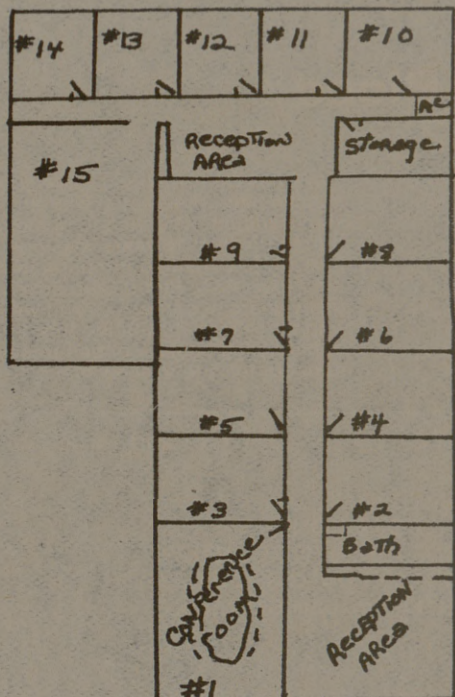 #14 #13 #12 #11 #10
AC
RECEPTION
AREA
STORAGE
#15
#9 #8
#7 #6
#5 #4
#3 #2
BATH
CONFERENCE
ROOM
RECEPTION
AREA
#1